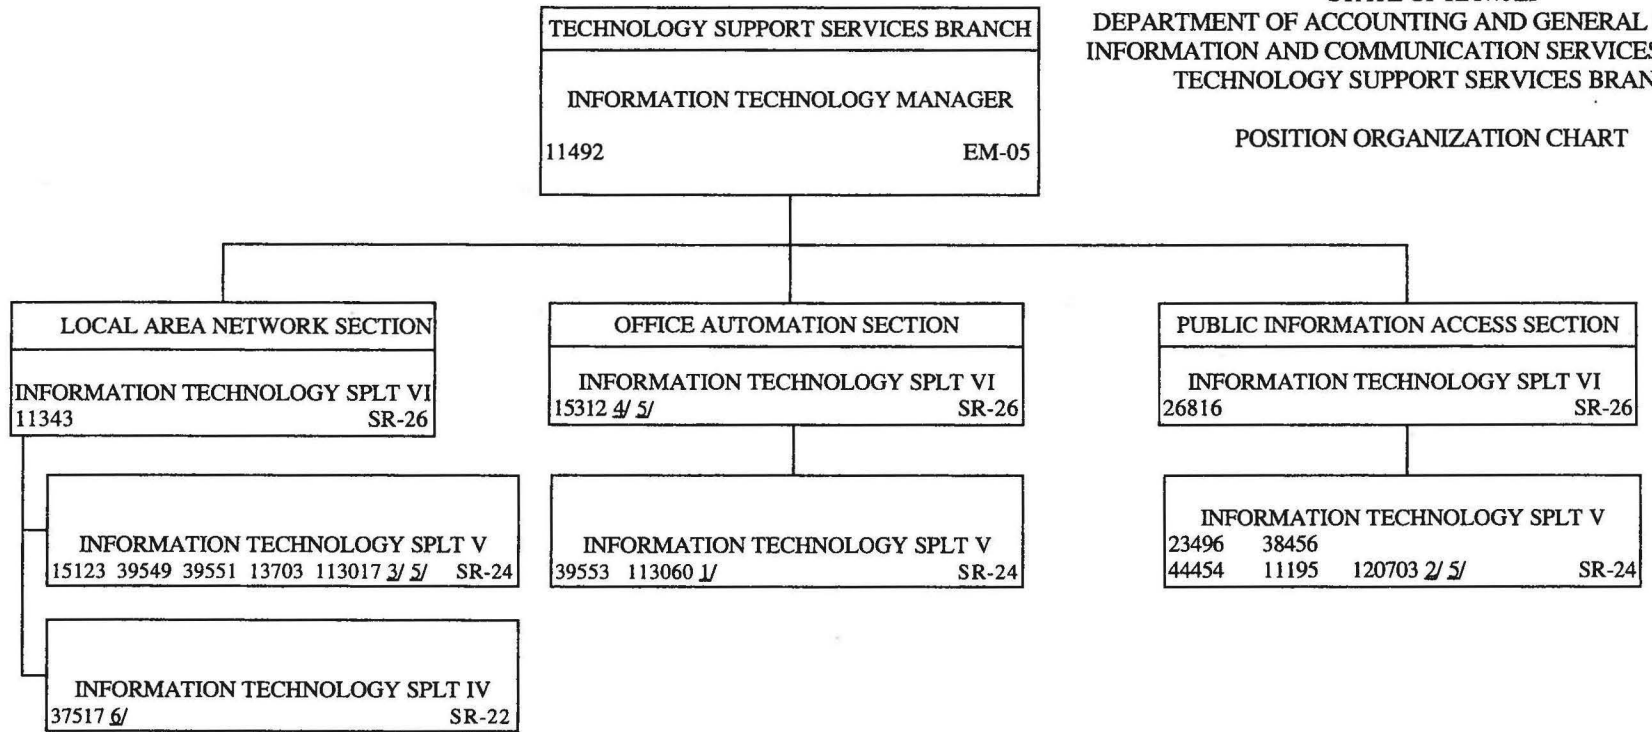 DEPARTMENT OF ACCOUNTING AND GENERAL
INFORMATION AND COMMUNICATION SERVICES
TECHNOLOGY SUPPORT SERVICES
POSITION ORGANIZATION CHART
TECHNOLOGY SUPPORT SERVICES BRANCH
INFORMATION TECHNOLOGY MANAGER
11492 EM-05
LOCAL AREA NETWORK SECTION
INFORMATION TECHNOLOGY SPLT VI
11343 SR-26
INFORMATION TECHNOLOGY SPLT V
15123 39549 39551 13703 113017 3/ 5/ SR-24
INFORMATION TECHNOLOGY SPLT IV
37517 6/ SR-22
OFFICE AUTOMATION SECTION
INFORMATION TECHNOLOGY SPLT VI
15312 4/ 5/ SR-26
INFORMATION TECHNOLOGY SPLT V
39553 113060 1/ SR-24
PUBLIC INFORMATION ACCESS SECTION
INFORMATION TECHNOLOGY SPLT VI
26816 SR-26
INFORMATION TECHNOLOGY SPLT V
23496 38456
44454 11195 120703 2/ 5/ SR-24